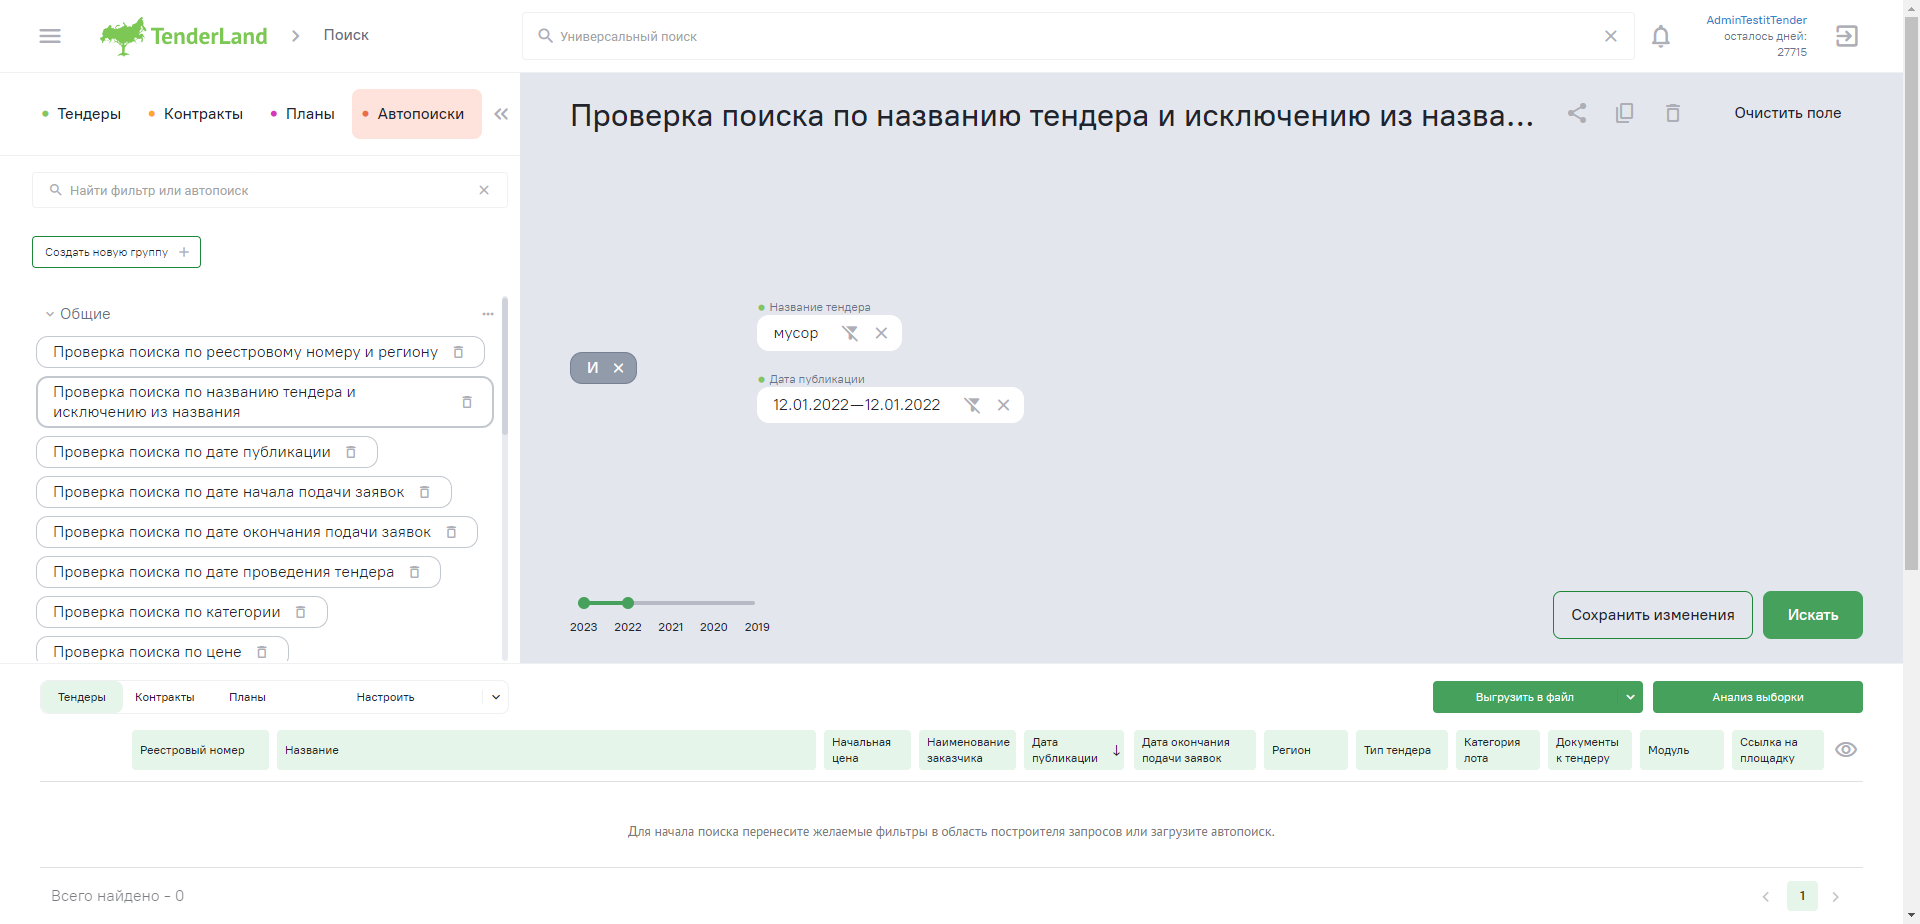 TenderLand
Поиск
Универсальный поиск
AdminTestitTender
осталось дней:
27715
Тендеры
Контракты
Планы
Автопоиски
Найти фильтр или автопоиск
Создать новую группу
Общие
Проверка поиска по реестровому номеру и региону
Проверка поиска по названию тендера и
исключению из названия
Проверка поиска по дате публикации
Проверка поиска по дате начала подачи заявок
Проверка поиска по дате окончания подачи заявок
Проверка поиска по дате проведения тендера
Проверка поиска по категории
Проверка поиска по цене
Проверка поиска по названию тендера и исключению из назва...
Очистить поле
Название тендера
мусор
И
Дата публикации
12.01.2022—12.01.2022
2023 2022 2021 2020 2019
Сохранить изменения
Искать
Тендеры
Контракты
Планы
Настроить
Выгрузить в файл
Анализ выборки
Реестровый номер
Название
Начальная
цена
Наименование
заказчика
Дата
публикации
Дата окончания
подачи заявок
Регион
Тип тендера
Категория
лота
Документы
к тендеру
Модуль
Ссылка на
площадку
Для начала поиска перенесите желаемые фильтры в область построителя запросов или загрузите автопоиск.
Всего найдено - 0
1